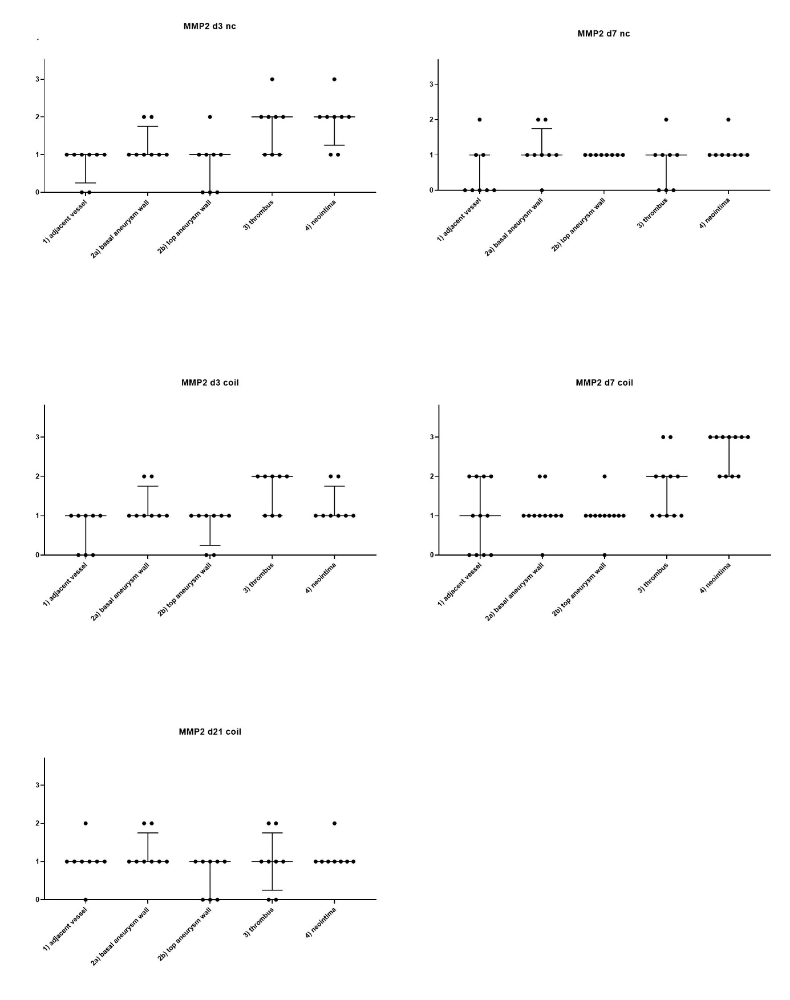 MMP2 d3 nc
3
2
1
0
1) adjacent vessel
2a) basal aneurysm wall
2b) top aneurysm wall
3) thrombus
4) neointima
MMP2 d7 nc
3
2
1
0
1) adjacent vessel
2a) basal aneurysm wall
2b) top aneurysm wall
3) thrombus
4) neointima
MMP2 d3 coil
3
2
1
0
1) adjacent vessel
2a) basal aneurysm wall
2b) top aneurysm wall
3) thrombus
4) neointima
MMP2 d7 coil
3
2
1
0
1) adjacent vessel
2a) basal aneurysm wall
2b) top aneurysm wall
3) thrombus
4) neointima
MMP2 d21 coil
3
2
1
0
1) adjacent vessel
2a) basal aneurysm wall
2b) top aneurysm wall
3) thrombus
4) neointima